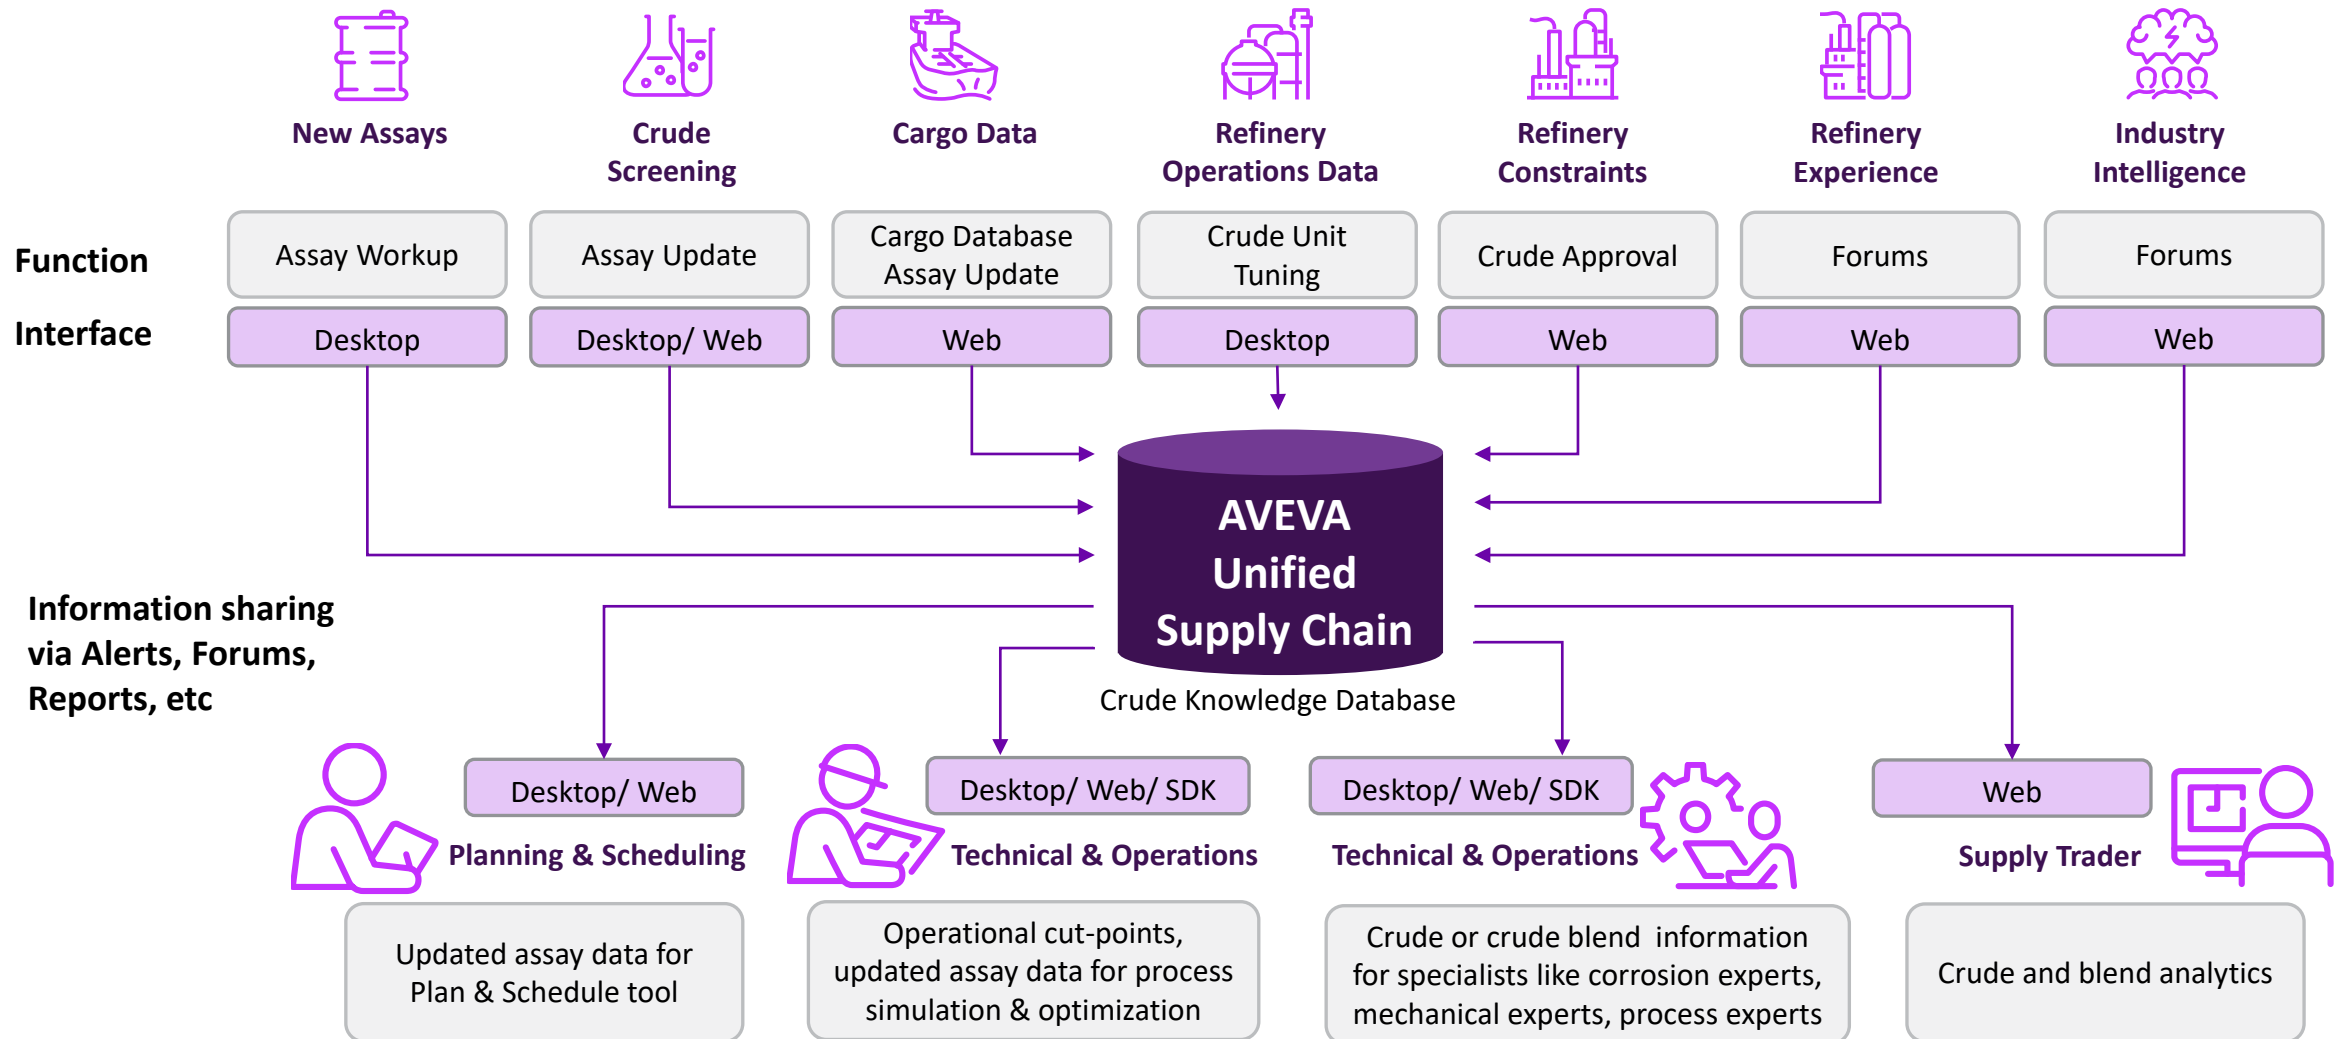 New Assays
Crude
Screening
Cargo Data
Refinery
Operations Data
Refinery
Constraints
Refinery
Experience
Industry
Intelligence
Function
Assay Workup
Assay Update
Cargo Database
Assay Update
Crude Unit
Tuning
Crude Approval
Forums
Forums
Interface
Desktop
Desktop/ Web
Web
Desktop
Web
Web
Web
AVEVA
Unified
Supply Chain
Crude Knowledge Database
Information sharing
via Alerts, Forums,
Reports, etc
Desktop/ Web
Planning & Scheduling
Updated assay data for
Plan & Schedule tool
Desktop/ Web/ SDK
Technical & Operations
Operational cut-points,
updated assay data for process
simulation & optimization
Desktop/ Web/ SDK
Technical & Operations
Crude or crude blend  information
for specialists like corrosion experts,
mechanical experts, process experts
Web
Supply Trader
Crude and blend analytics